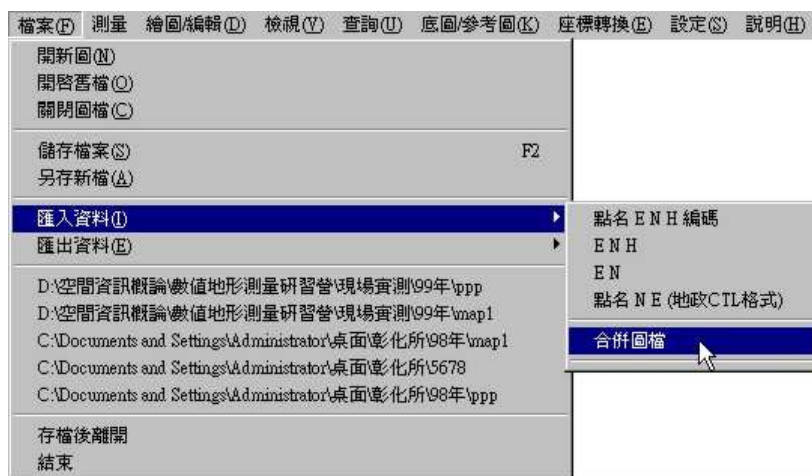 檔案(F) 測量 繪圖/編輯(D) 檢視(V) 查詢(U) 底圖/參考圖(K) 座標轉換(E) 設定(S) 說明(H)
開新圖(N)
開啓舊檔(O)
關閉圖檔(C)
儲存檔案(S) F2
另存新檔(A)
匯入資料(I)
匯出資料(E)
D:\空間資訊概論\數值地形測量研習營\現場實測\99年\ppp
D:\空間資訊概論\數值地形測量研習營\現場實測\99年\map1
C:\Documents and Settings\Administrator\桌面\彰化所\98年\map1
C:\Documents and Settings\Administrator\桌面\彰化所\5678
C:\Documents and Settings\Administrator\桌面\彰化所\98年\ppp
存檔後離開
結束
點名 E N H 編碼
E N H
E N
點名 N E (地政CTL格式)
合併圖檔